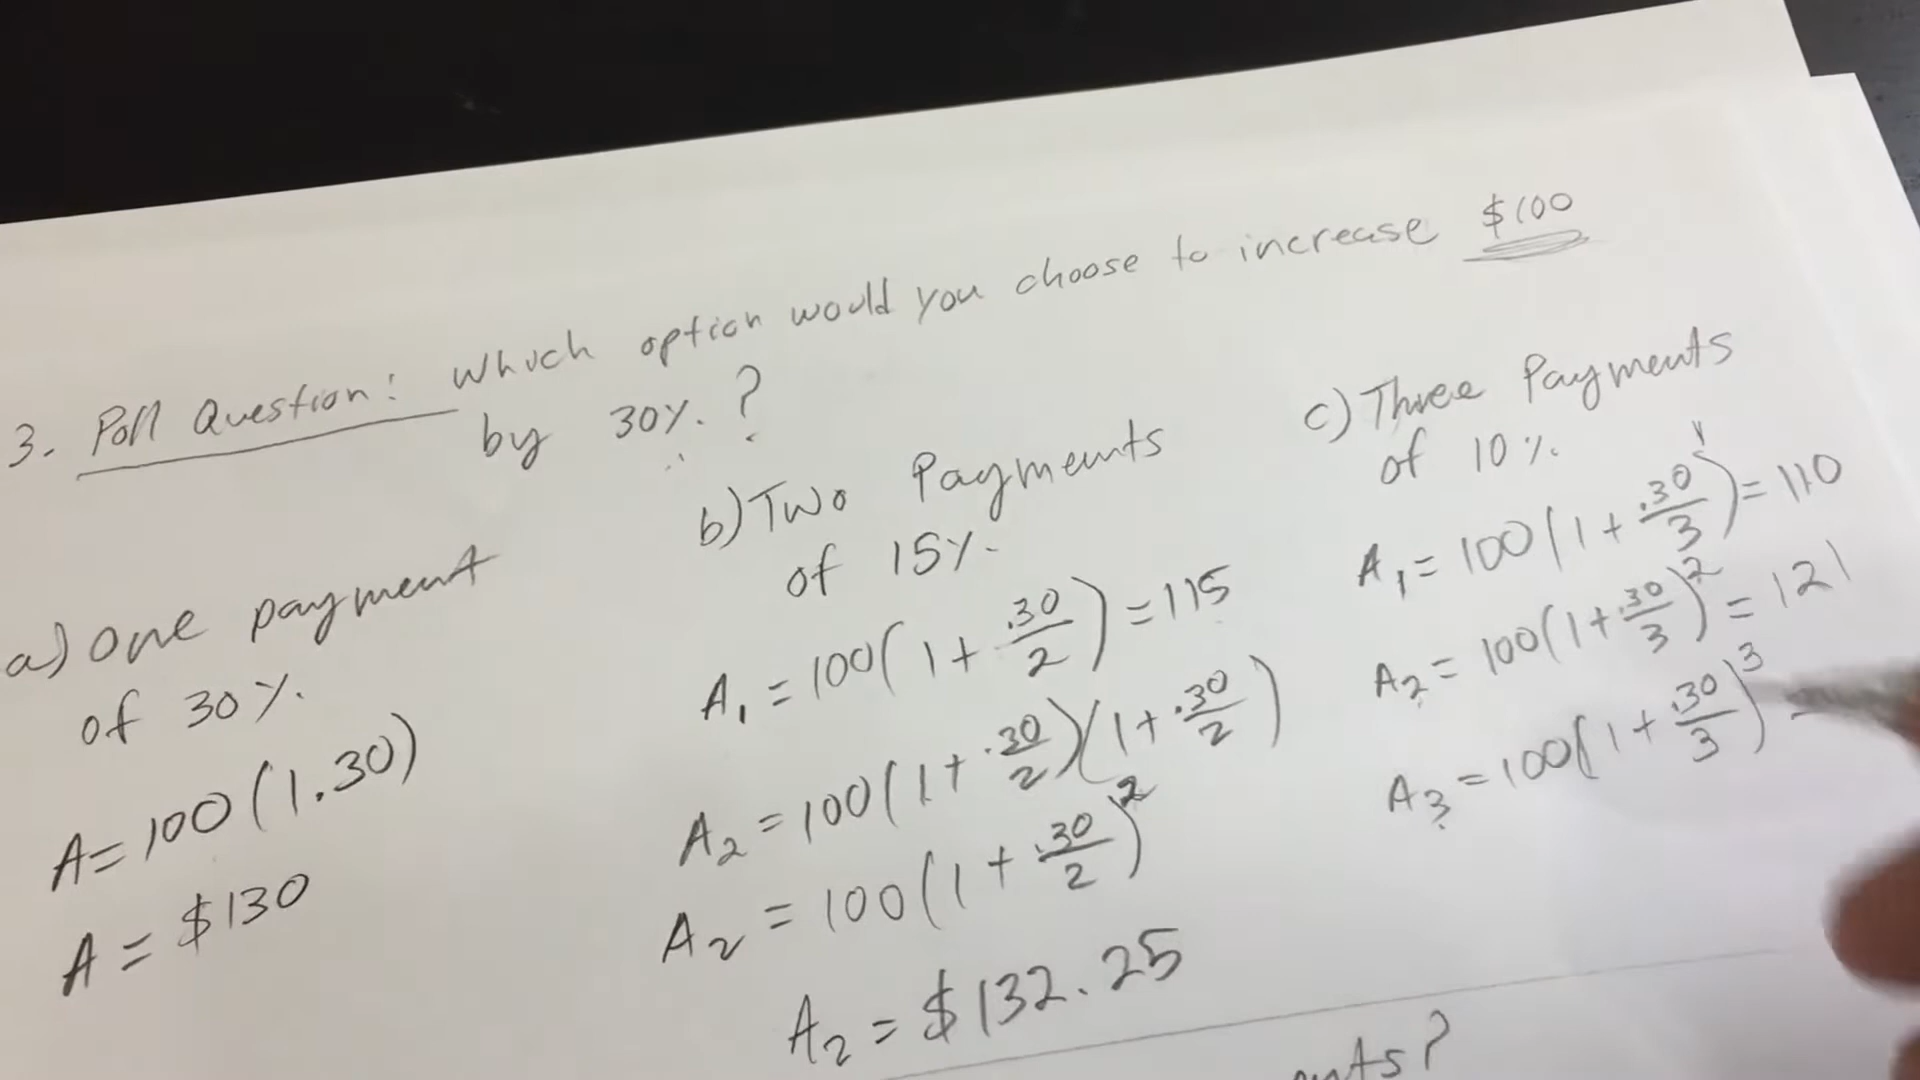 3. Poll Question: Which option would you choose to increase $100
by 30%.?
a) One payment
of 30%.
A=100(1.30)
A = $130
b) Two Payments
of 15%.
A₁ = 100(1 + .30/2) = 115
A₂ = 100(1 + .30/2)(1 + .30/2)
A₂ = 100(1 + .30/2)²
A₂ = $132.25
c) Three Payments
of 10%.
A₁ = 100(1 + .30/3)¹ = 110
A₂ = 100(1 + .30/3)² = 121
A₃ = 100(1 + .30/3)³ =